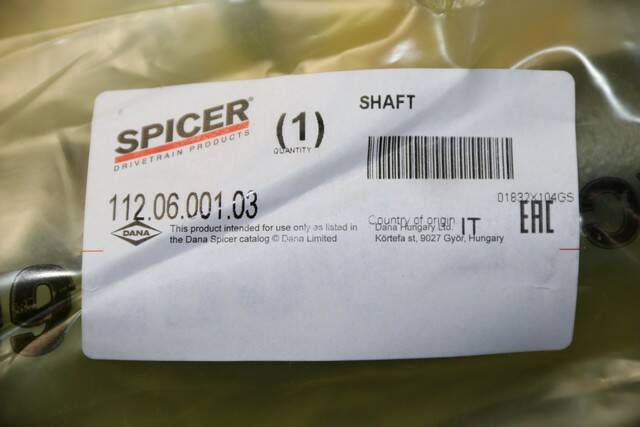 SHAFT
SPICER®
DRIVETRAIN PRODUCTS
(1)
QUANTITY
01832X104GS
112.06.001.03
DANA
This product intended for use only as listed in
the Dana Spicer catalog © Dana Limited
Country of origin: IT
Dana Hungary Ltd.
Körtefa st, 9027 Györ, Hungary
EAC